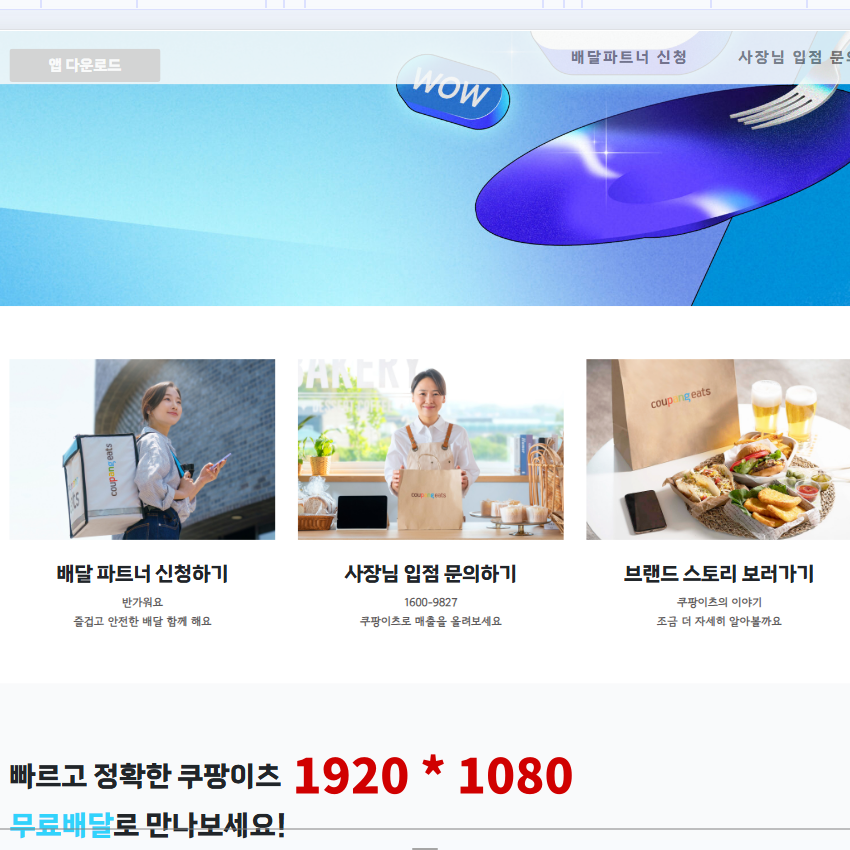 앱 다운로드
배달파트너 신청
사장님 입점 문의
WOW
BAKERY
coupang eats
coupang eats
coupang eats
배달 파트너 신청하기
사장님 입점 문의하기
브랜드 스토리 보러가기
반가워요
1600-9827
쿠팡이츠의 이야기
즐겁고 안전한 배달 함께 해요
쿠팡이츠로 매출을 올려보세요
조금 더 자세히 알아볼까요
빠르고 정확한 쿠팡이츠 1920 * 1080
무료배달로 만나보세요!